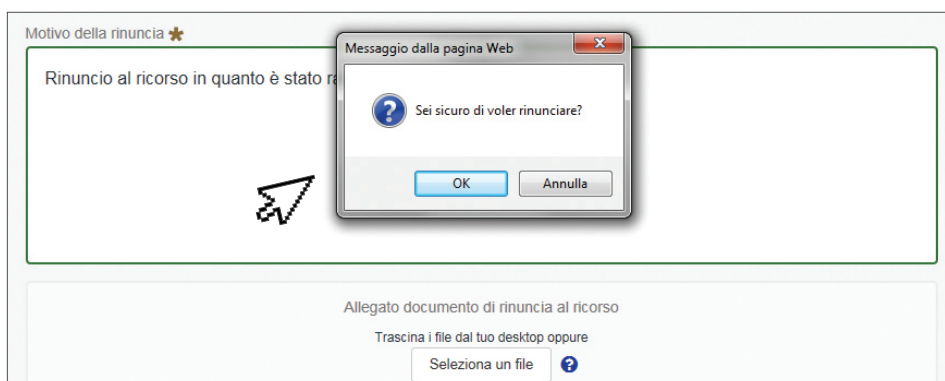 Motivo della rinuncia
Messaggio dalla pagina Web
Rinuncio al ricorso in quanto è stato
Sei sicuro di voler rinunciare?
OK Annulla
Allegato documento di rinuncia al ricorso
Trascina i file dal tuo desktop oppure
Seleziona un file